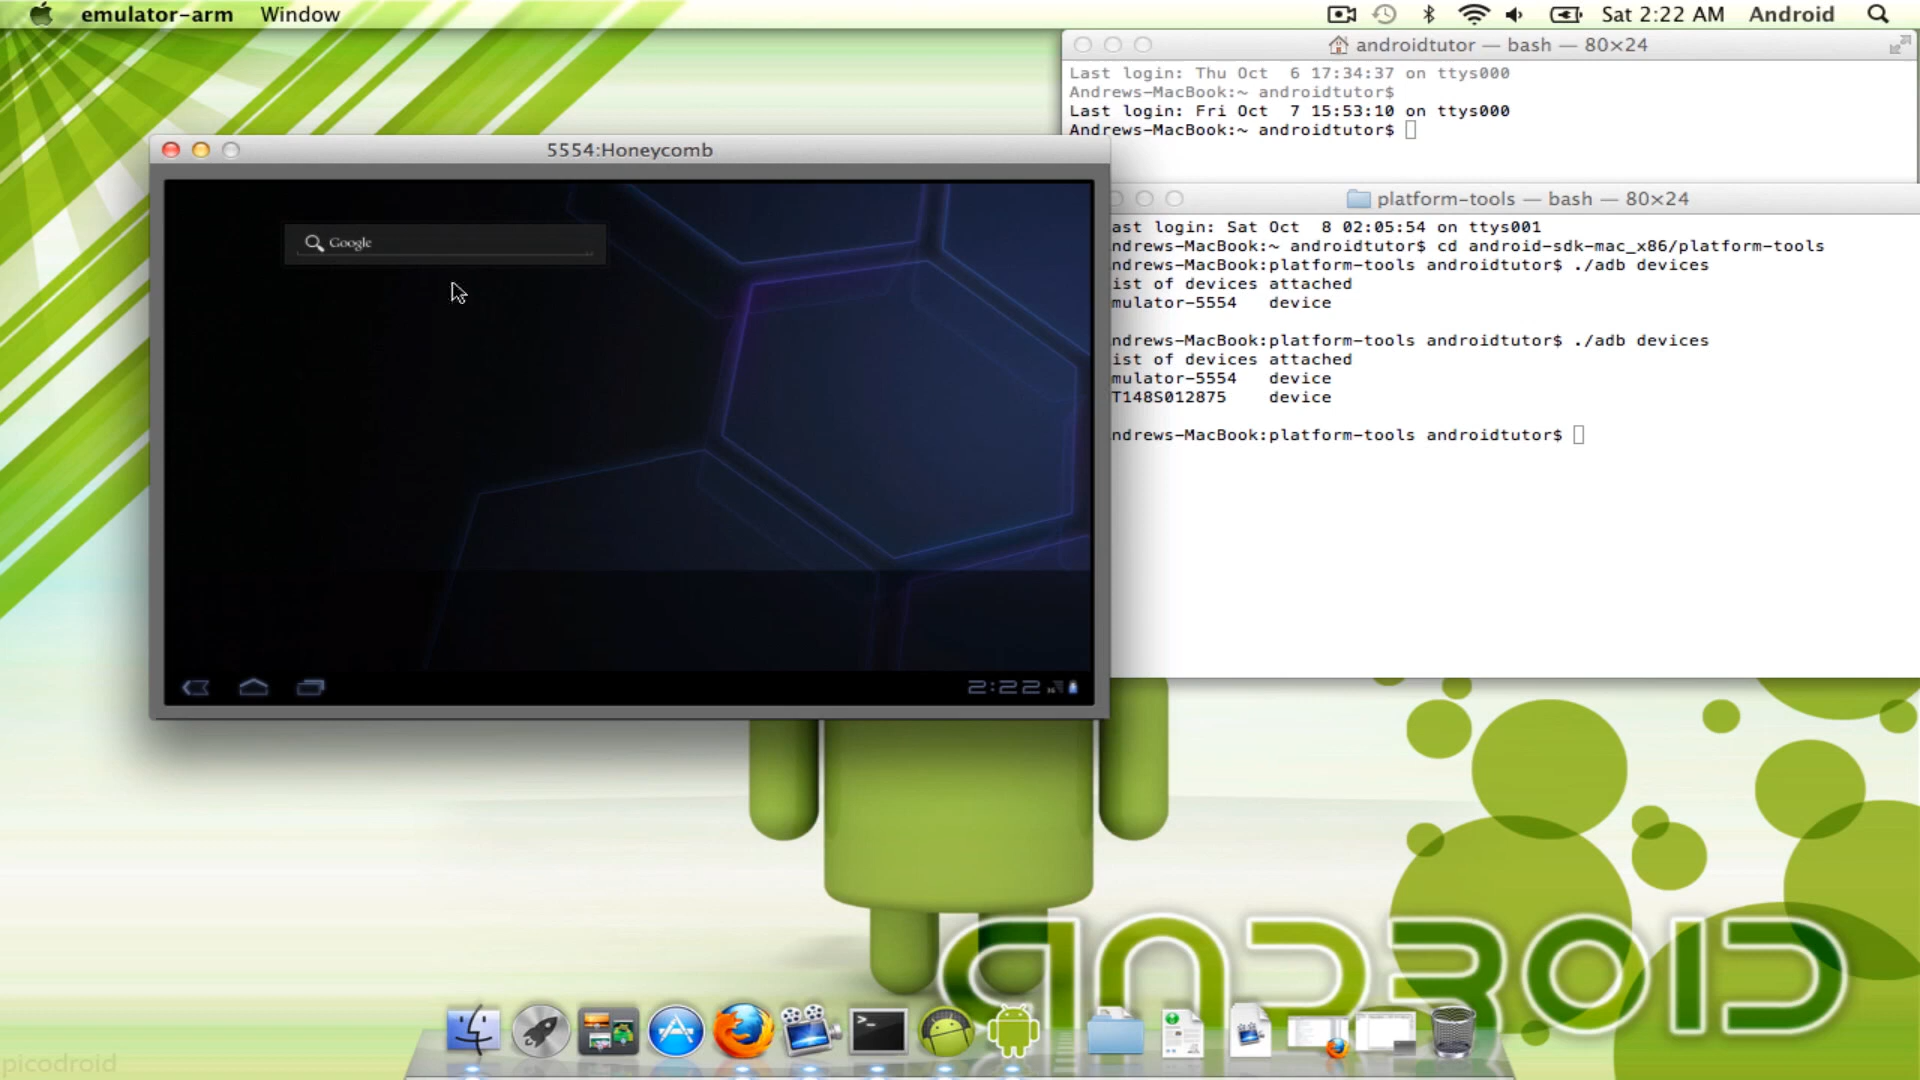 emulator-arm Window Sat 2:22 AM Android
androidtutor — bash — 80×24
Last login: Thu Oct  6 17:34:37 on ttys000
Andrews-MacBook:~ androidtutor$
Last login: Fri Oct  7 15:53:10 on ttys000
Andrews-MacBook:~ androidtutor$
5554:Honeycomb
Google
2:22
platform-tools — bash — 80×24
ast login: Sat Oct  8 02:05:54 on ttys001
ndrews-MacBook:~ androidtutor$ cd android-sdk-mac_x86/platform-tools
ndrews-MacBook:platform-tools androidtutor$ ./adb devices
ist of devices attached
mulator-5554   device
ndrews-MacBook:platform-tools androidtutor$ ./adb devices
ist of devices attached
mulator-5554   device
T148S012875    device
ndrews-MacBook:platform-tools androidtutor$
ANDROID
picodroid